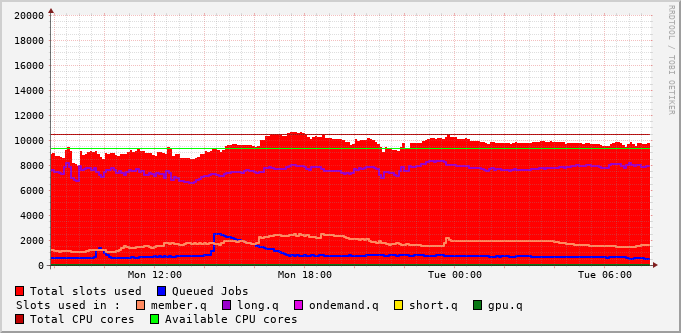 20000
18000
16000
14000
12000
10000
8000
6000
4000
2000
0
Mon 12:00 Mon 18:00 Tue 00:00 Tue 06:00
RRDTOOL / TOBI OETIKER
Total slots used Queued Jobs
Slots used in : member.q long.q ondemand.q short.q gpu.q
Total CPU cores Available CPU cores